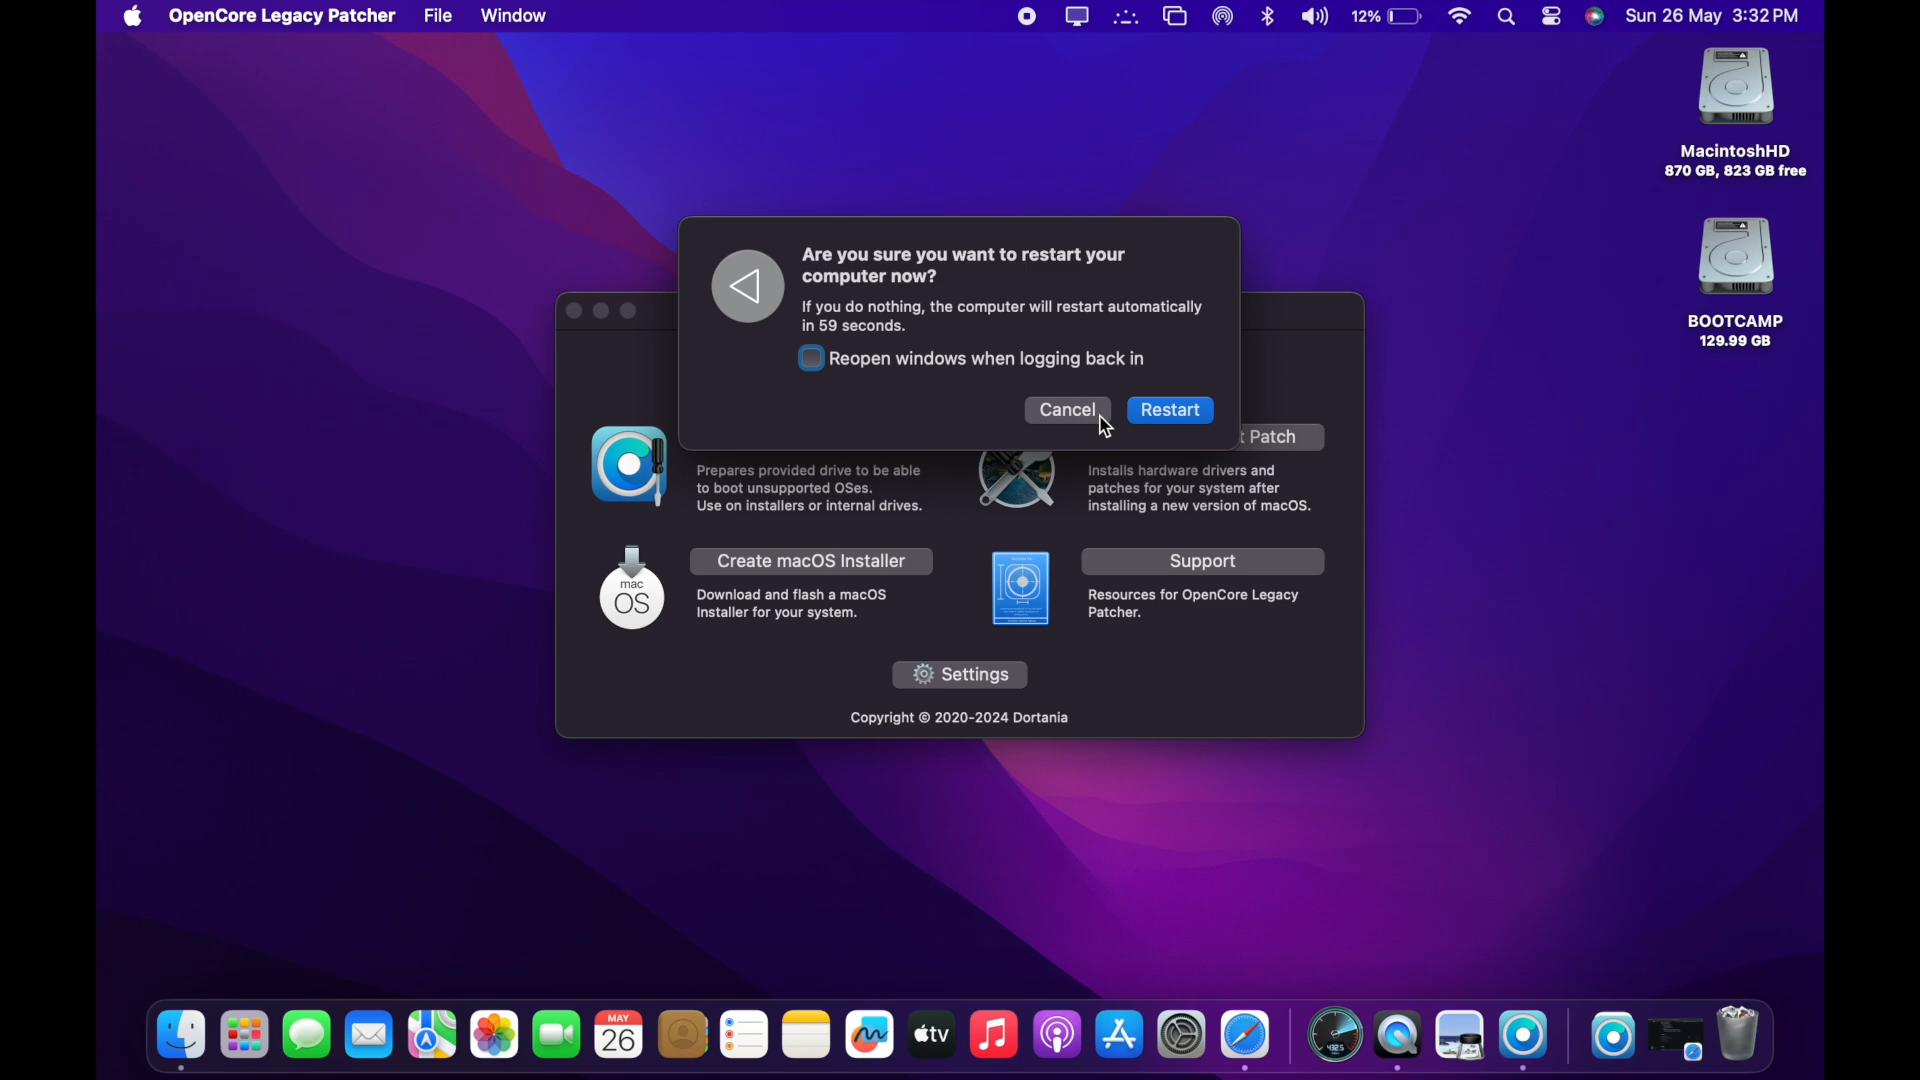 OpenCore Legacy Patcher File Window 12% Sun 26 May 3:32 PM
MacintoshHD
870 GB, 823 GB free
BOOTCAMP
129.99 GB
Are you sure you want to restart your
computer now?
If you do nothing, the computer will restart automatically
in 59 seconds.
Reopen windows when logging back in
Cancel Restart
t Patch
Prepares provided drive to be able
to boot unsupported OSes.
Use on installers or internal drives.
Installs hardware drivers and
patches for your system after
installing a new version of macOS.
mac
OS
Create macOS Installer
Download and flash a macOS
Installer for your system.
Support
Resources for OpenCore Legacy
Patcher.
Settings
Copyright © 2020-2024 Dortania
MAY
26
tv